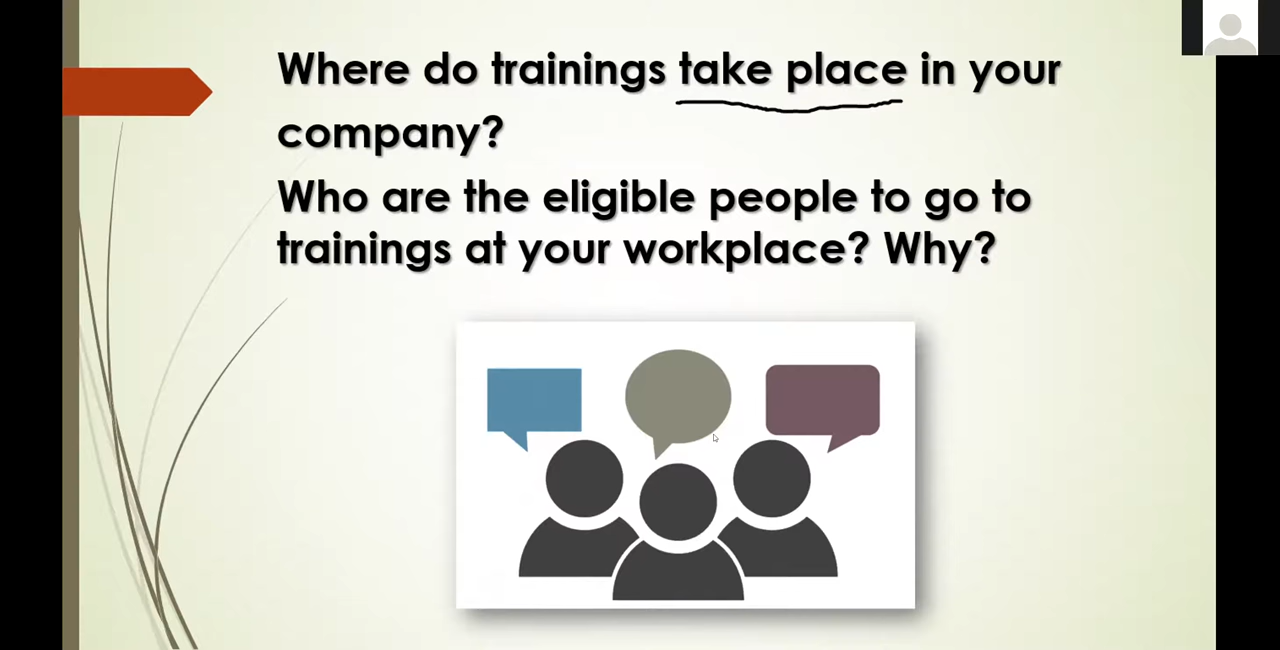 Where do trainings take place in your
company?
Who are the eligible people to go to
trainings at your workplace? Why?